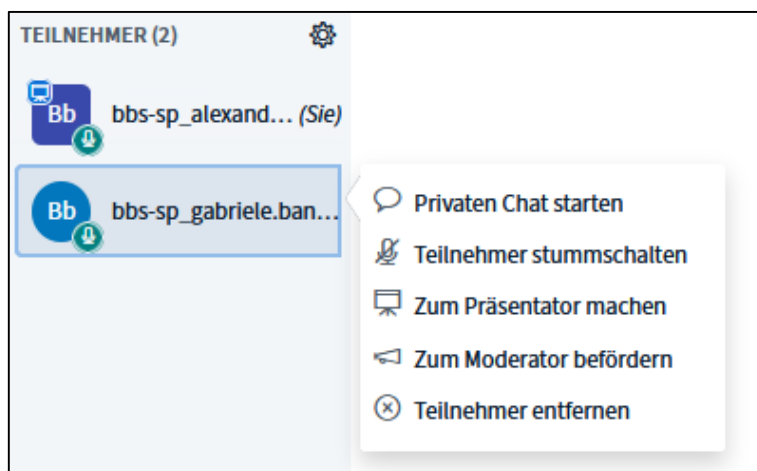 TEILNEHMER (2)
Bb bbs-sp_alexand... (Sie)
Bb bbs-sp_gabriele.ban...
Privaten Chat starten
Teilnehmer stummschalten
Zum Präsentator machen
Zum Moderator befördern
Teilnehmer entfernen